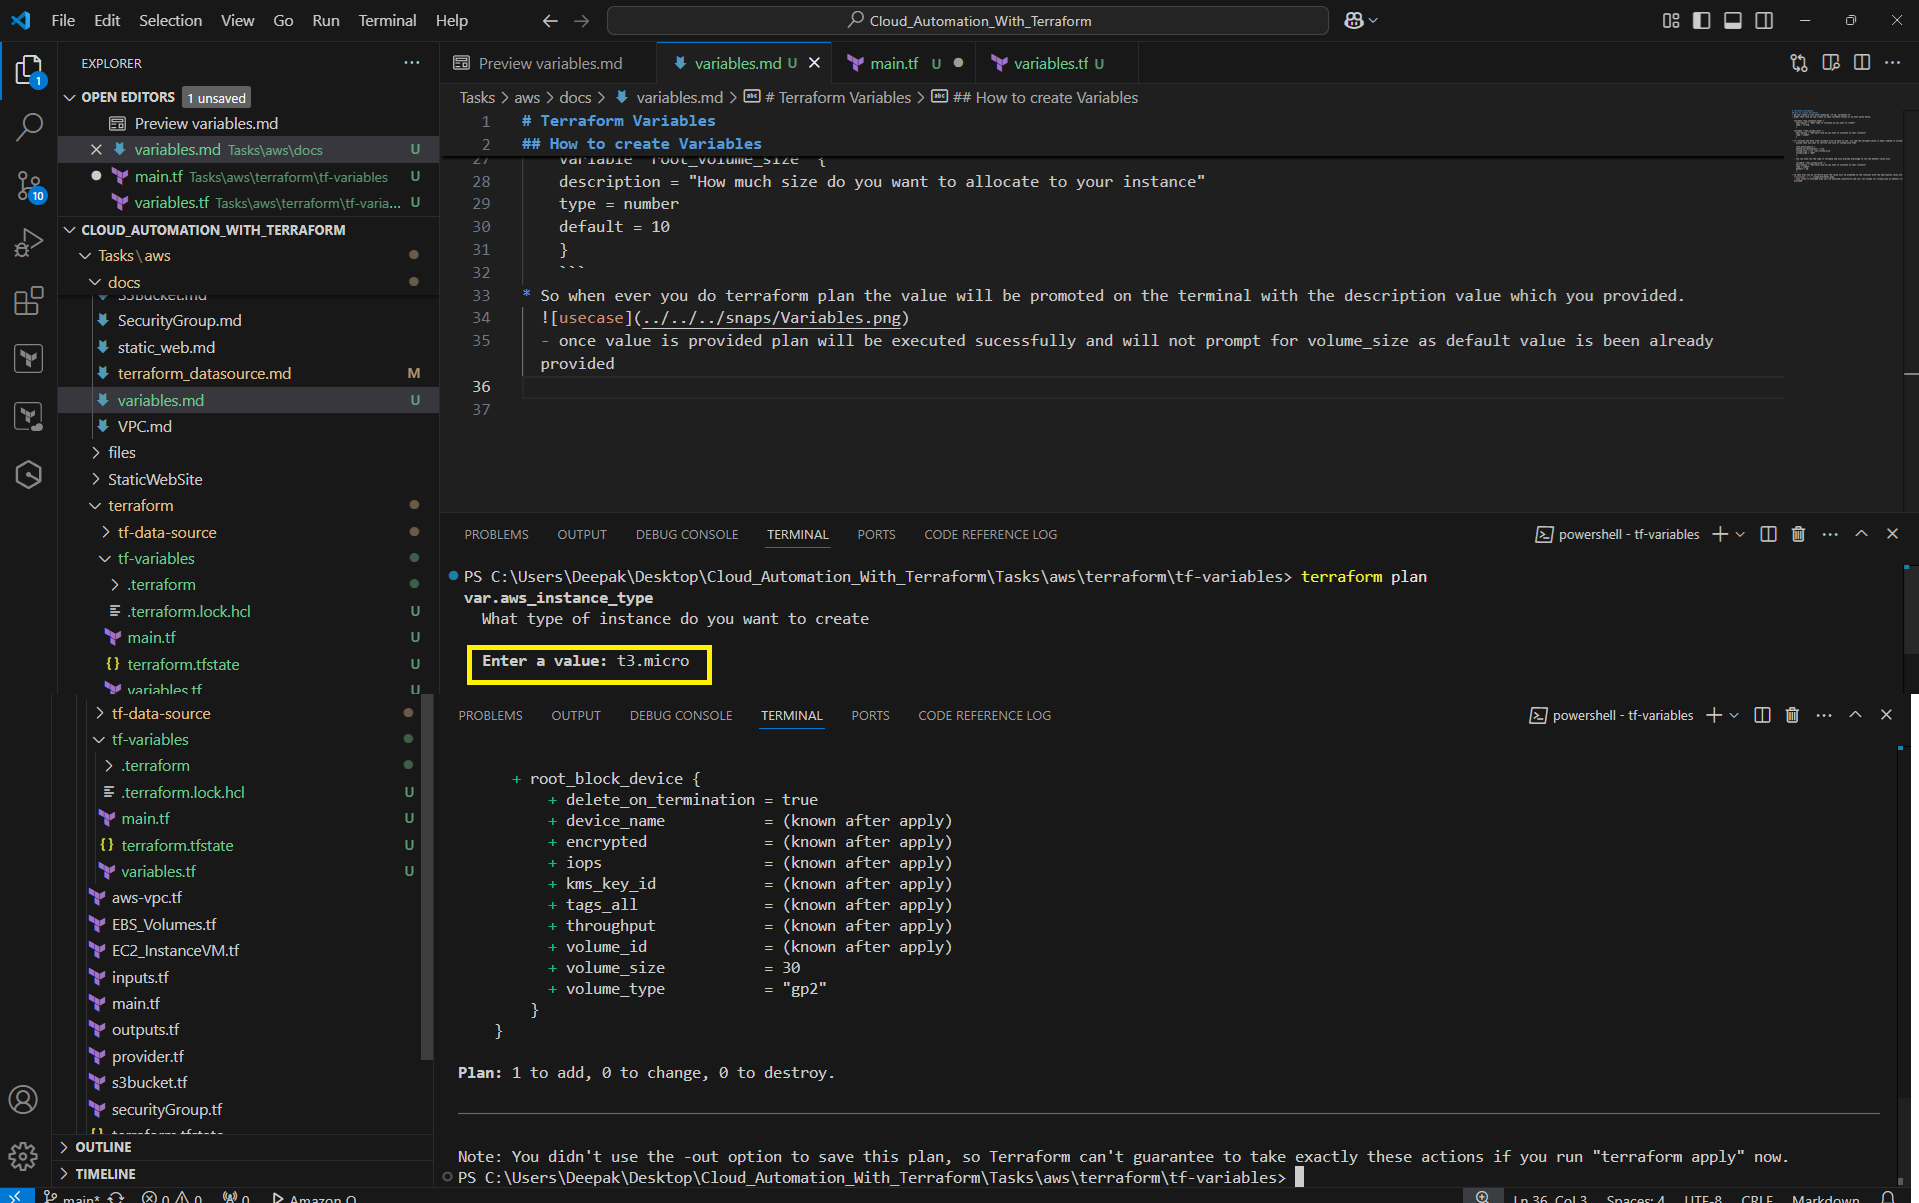 File Edit Selection View Go Run Terminal Help
Cloud_Automation_With_Terraform
EXPLORER
OPEN EDITORS 1 unsaved
Preview variables.md
variables.md Tasks\aws\docs U
main.tf Tasks\aws\terraform\tf-variables U
variables.tf Tasks\aws\terraform\tf-varia... U
CLOUD_AUTOMATION_WITH_TERRAFORM
Tasks\aws
docs
S3Bucket.md
SecurityGroup.md
static_web.md
terraform_datasource.md M
variables.md U
VPC.md
files
StaticWebSite
terraform
tf-data-source
tf-variables
.terraform
.terraform.lock.hcl U
main.tf U
terraform.tfstate U
variables.tf U
tf-data-source
tf-variables
.terraform
.terraform.lock.hcl U
main.tf U
terraform.tfstate U
variables.tf U
aws-vpc.tf
EBS_Volumes.tf
EC2_InstanceVM.tf
inputs.tf
main.tf
outputs.tf
provider.tf
s3bucket.tf
securityGroup.tf
terraform.tfstate
OUTLINE
TIMELINE
1
10
Preview variables.md variables.md U main.tf U variables.tf U
Tasks > aws > docs > variables.md > # Terraform Variables > ## How to create Variables
1 # Terraform Variables
2 ## How to create Variables
27 variable "root_volume_size" {
28 description = "How much size do you want to allocate to your instance"
29 type = number
30 default = 10
31 }
32 ```
33 * So when ever you do terraform plan the value will be promoted on the terminal with the description value which you provided.
34 ![usecase](../../../snaps/Variables.png)
35 - once value is provided plan will be executed sucessfully and will not prompt for volume_size as default value is been already
provided
36
37
PROBLEMS OUTPUT DEBUG CONSOLE TERMINAL PORTS CODE REFERENCE LOG powershell - tf-variables
PS C:\Users\Deepak\Desktop\Cloud_Automation_With_Terraform\Tasks\aws\terraform\tf-variables> terraform plan
var.aws_instance_type
What type of instance do you want to create
Enter a value: t3.micro
PROBLEMS OUTPUT DEBUG CONSOLE TERMINAL PORTS CODE REFERENCE LOG powershell - tf-variables
+ root_block_device {
+ delete_on_termination = true
+ device_name = (known after apply)
+ encrypted = (known after apply)
+ iops = (known after apply)
+ kms_key_id = (known after apply)
+ tags_all = (known after apply)
+ throughput = (known after apply)
+ volume_id = (known after apply)
+ volume_size = 30
+ volume_type = "gp2"
}
}
Plan: 1 to add, 0 to change, 0 to destroy.
Note: You didn't use the -out option to save this plan, so Terraform can't guarantee to take exactly these actions if you run "terraform apply" now.
PS C:\Users\Deepak\Desktop\Cloud_Automation_With_Terraform\Tasks\aws\terraform\tf-variables>
main* 0 0 0 Amazon Q Ln 36, Col 3 Spaces: 4 UTF-8 CRLF Markdown